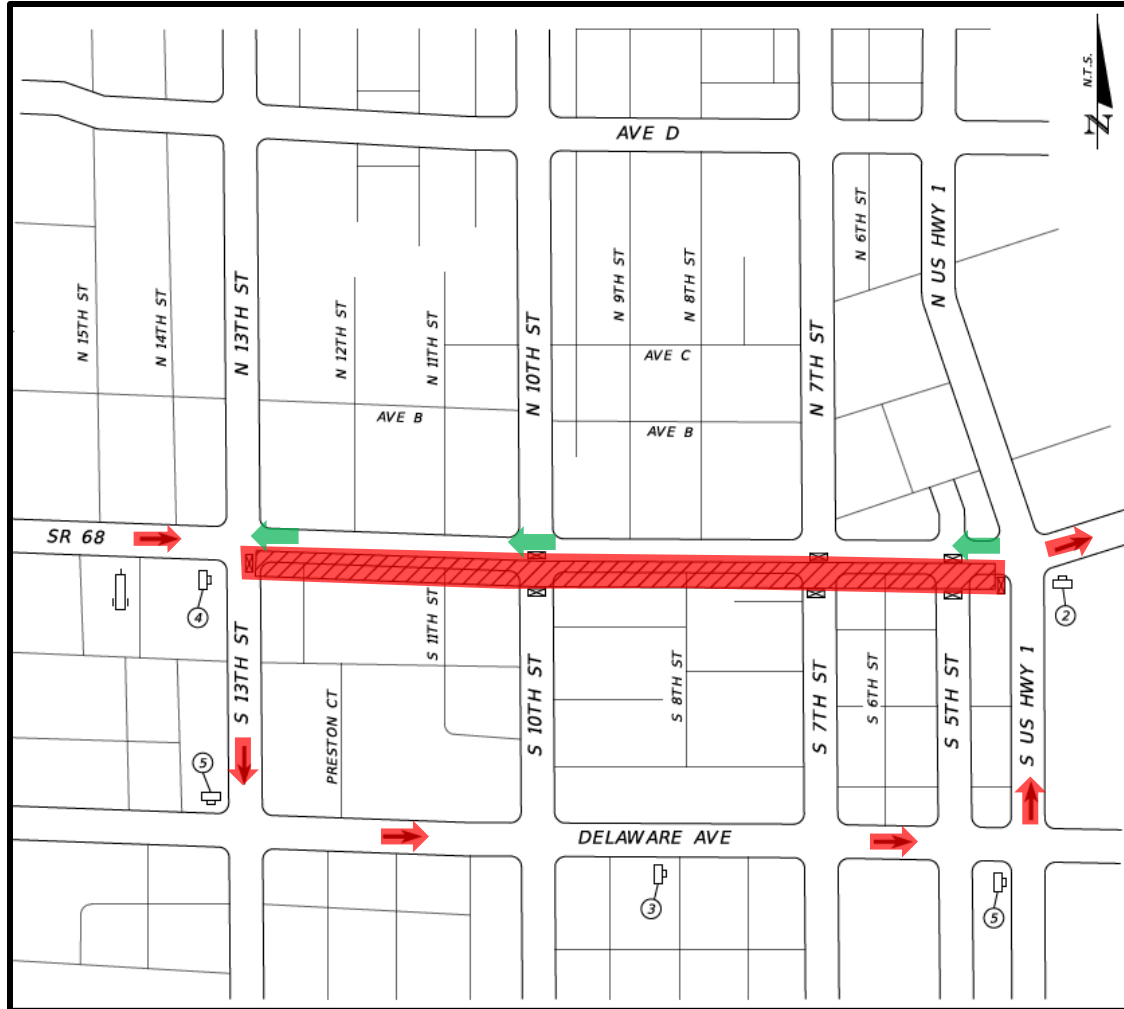 N.T.S.
N
AVE D
N 6TH ST
N US HWY 1
N 15TH ST
N 14TH ST
N 13TH ST
N 12TH ST
N 11TH ST
N 10TH ST
N 9TH ST
N 8TH ST
N 7TH ST
AVE C
AVE B
AVE B
SR 68
4
2
S 13TH ST
S 11TH ST
S 10TH ST
S 8TH ST
S 7TH ST
S 6TH ST
S 5TH ST
S US HWY 1
PRESTON CT
5
DELAWARE AVE
3
5